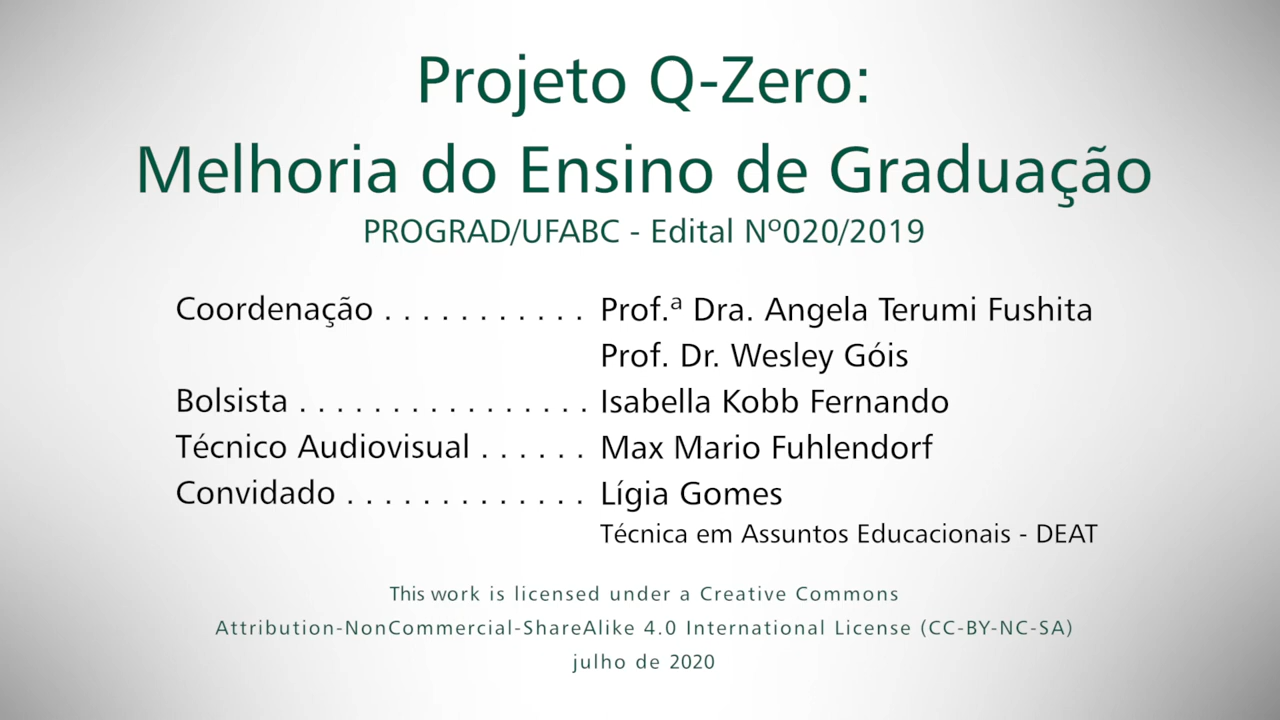 Projeto Q-Zero:
Melhoria do Ensino de Graduação
PROGRAD/UFABC - Edital Nº020/2019
Coordenação . . . . . . . . . . . Prof.ª Dra. Angela Terumi Fushita
Prof. Dr. Wesley Góis
Bolsista . . . . . . . . . . . . . . . . Isabella Kobb Fernando
Técnico Audiovisual . . . . . . Max Mario Fuhlendorf
Convidado . . . . . . . . . . . . . Lígia Gomes
Técnica em Assuntos Educacionais - DEAT
This work is licensed under a Creative Commons
Attribution-NonCommercial-ShareAlike 4.0 International License (CC-BY-NC-SA)
julho de 2020